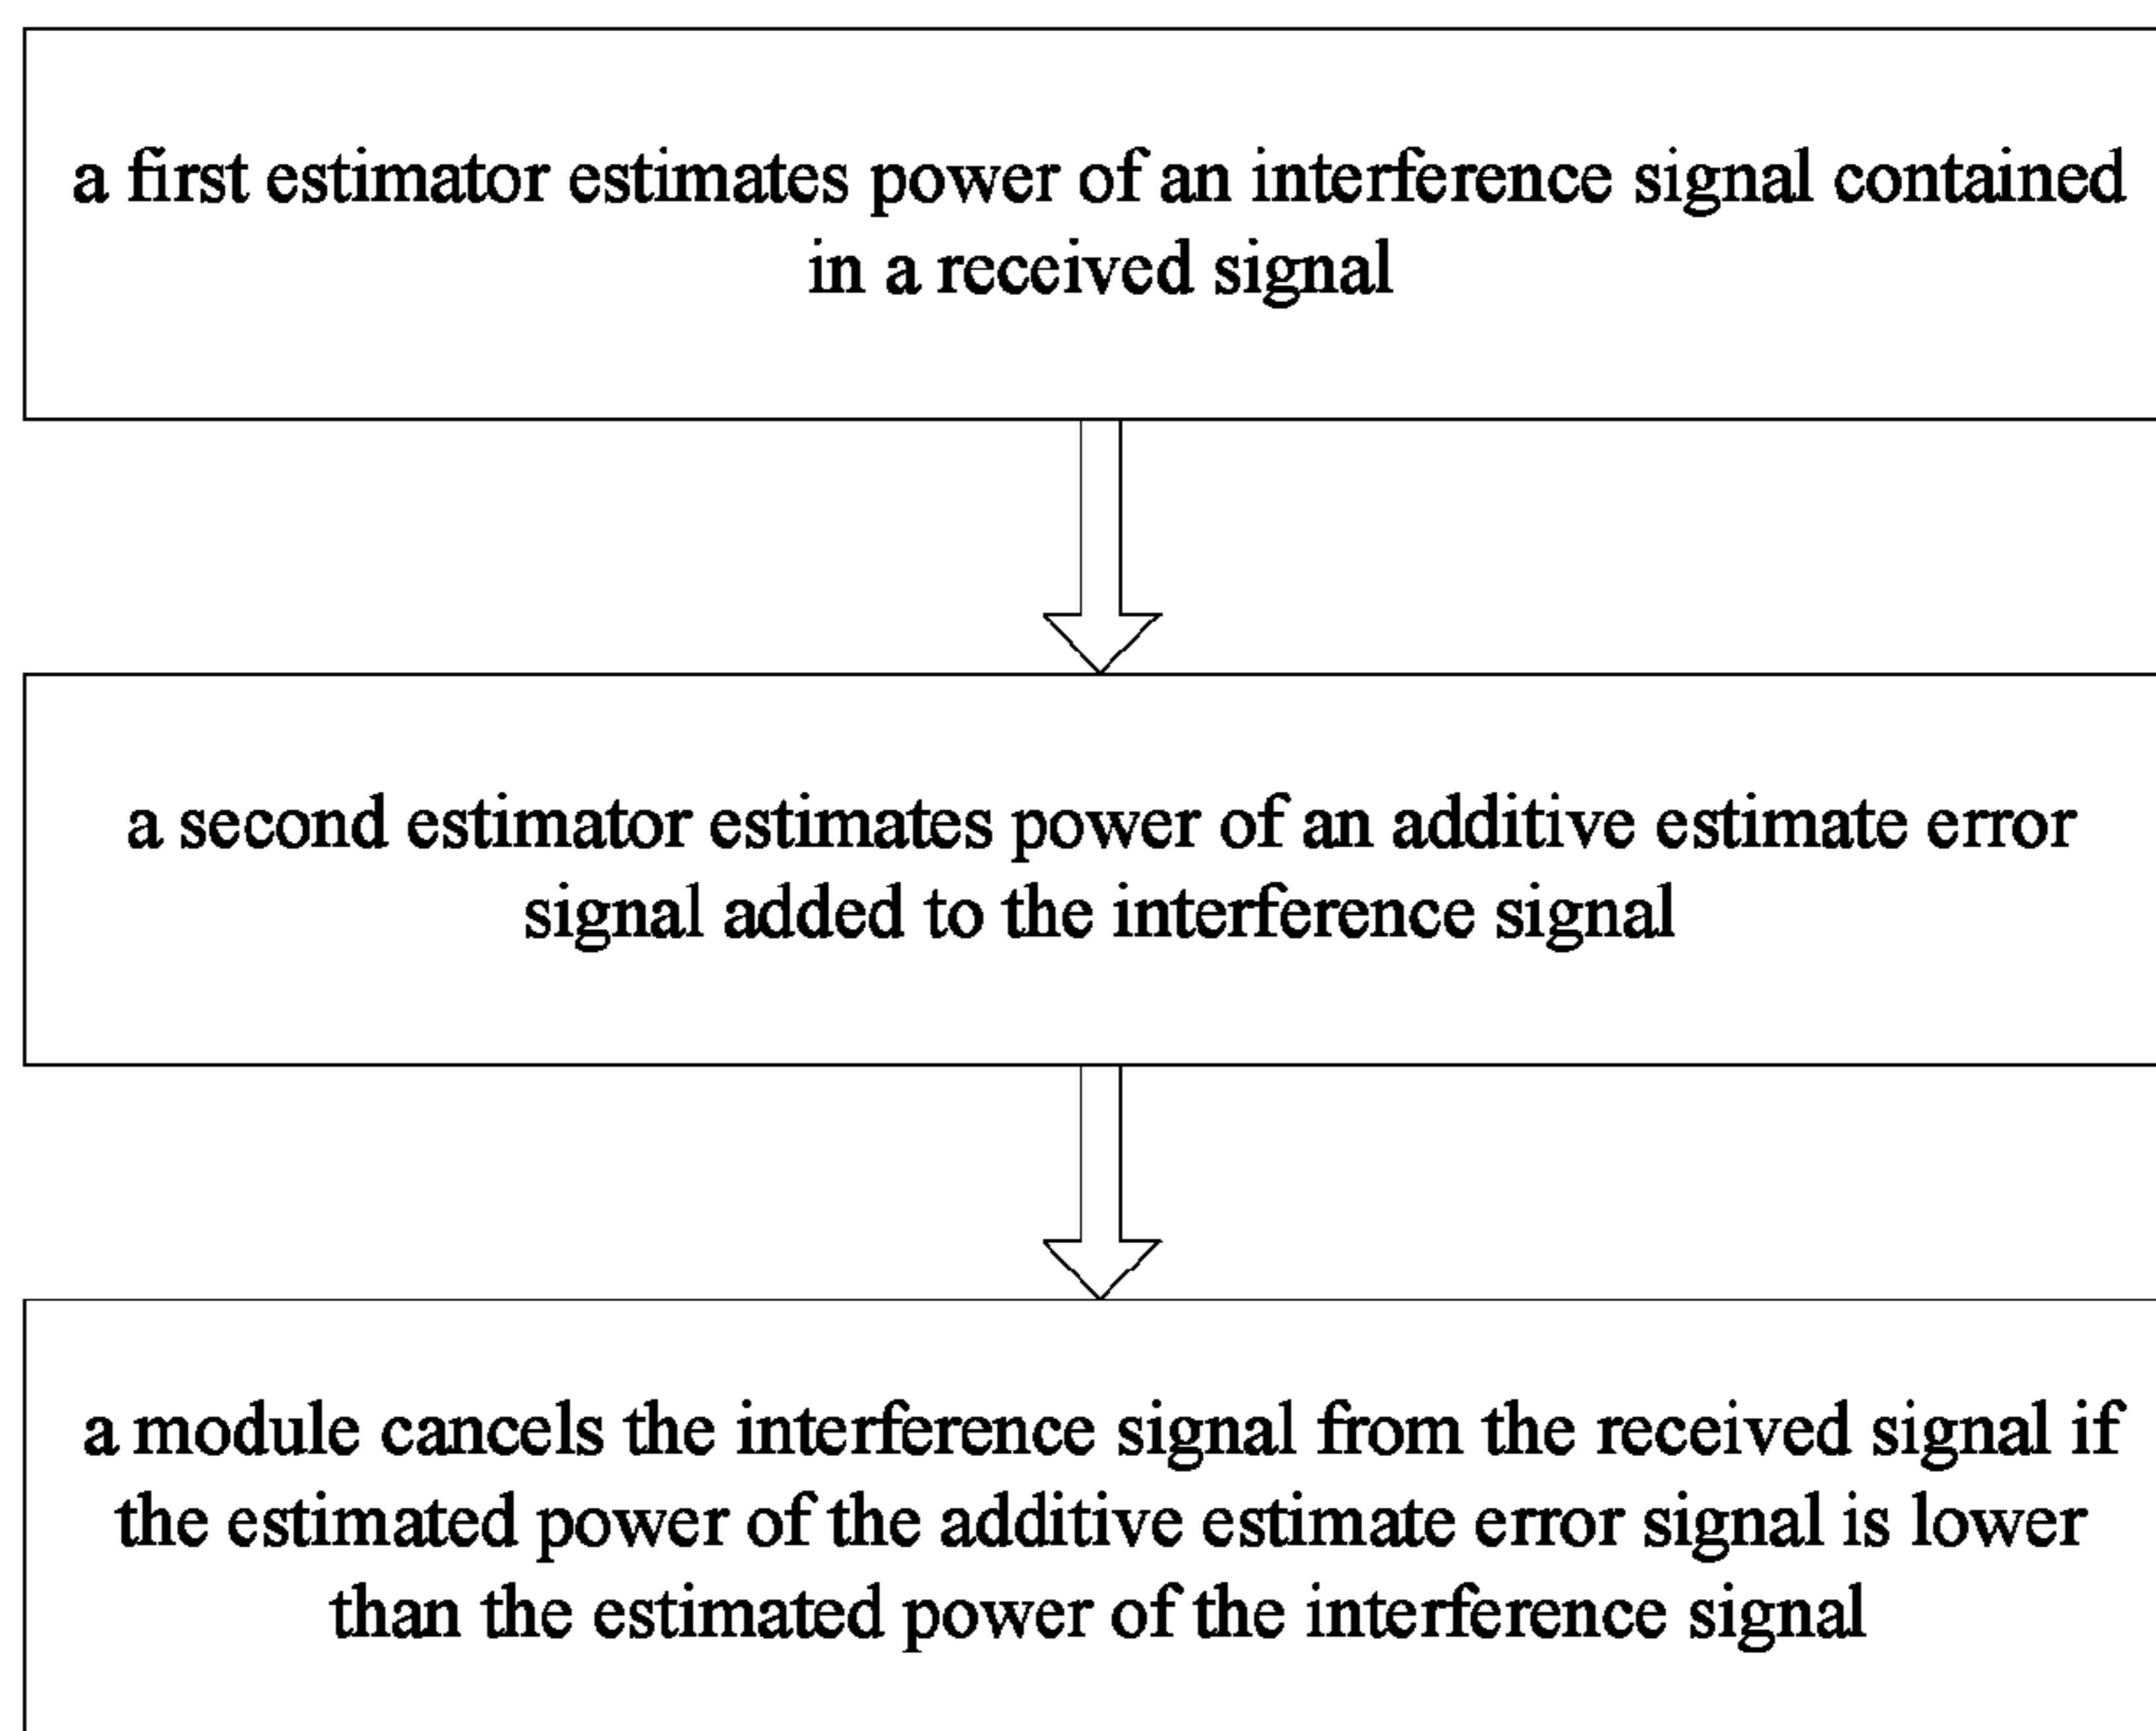 a first estimator estimates power of an interference signal contained
in a received signal
a second estimator estimates power of an additive estimate error
signal added to the interference signal
a module cancels the interference signal from the received signal if
the estimated power of the additive estimate error signal is lower
than the estimated power of the interference signal